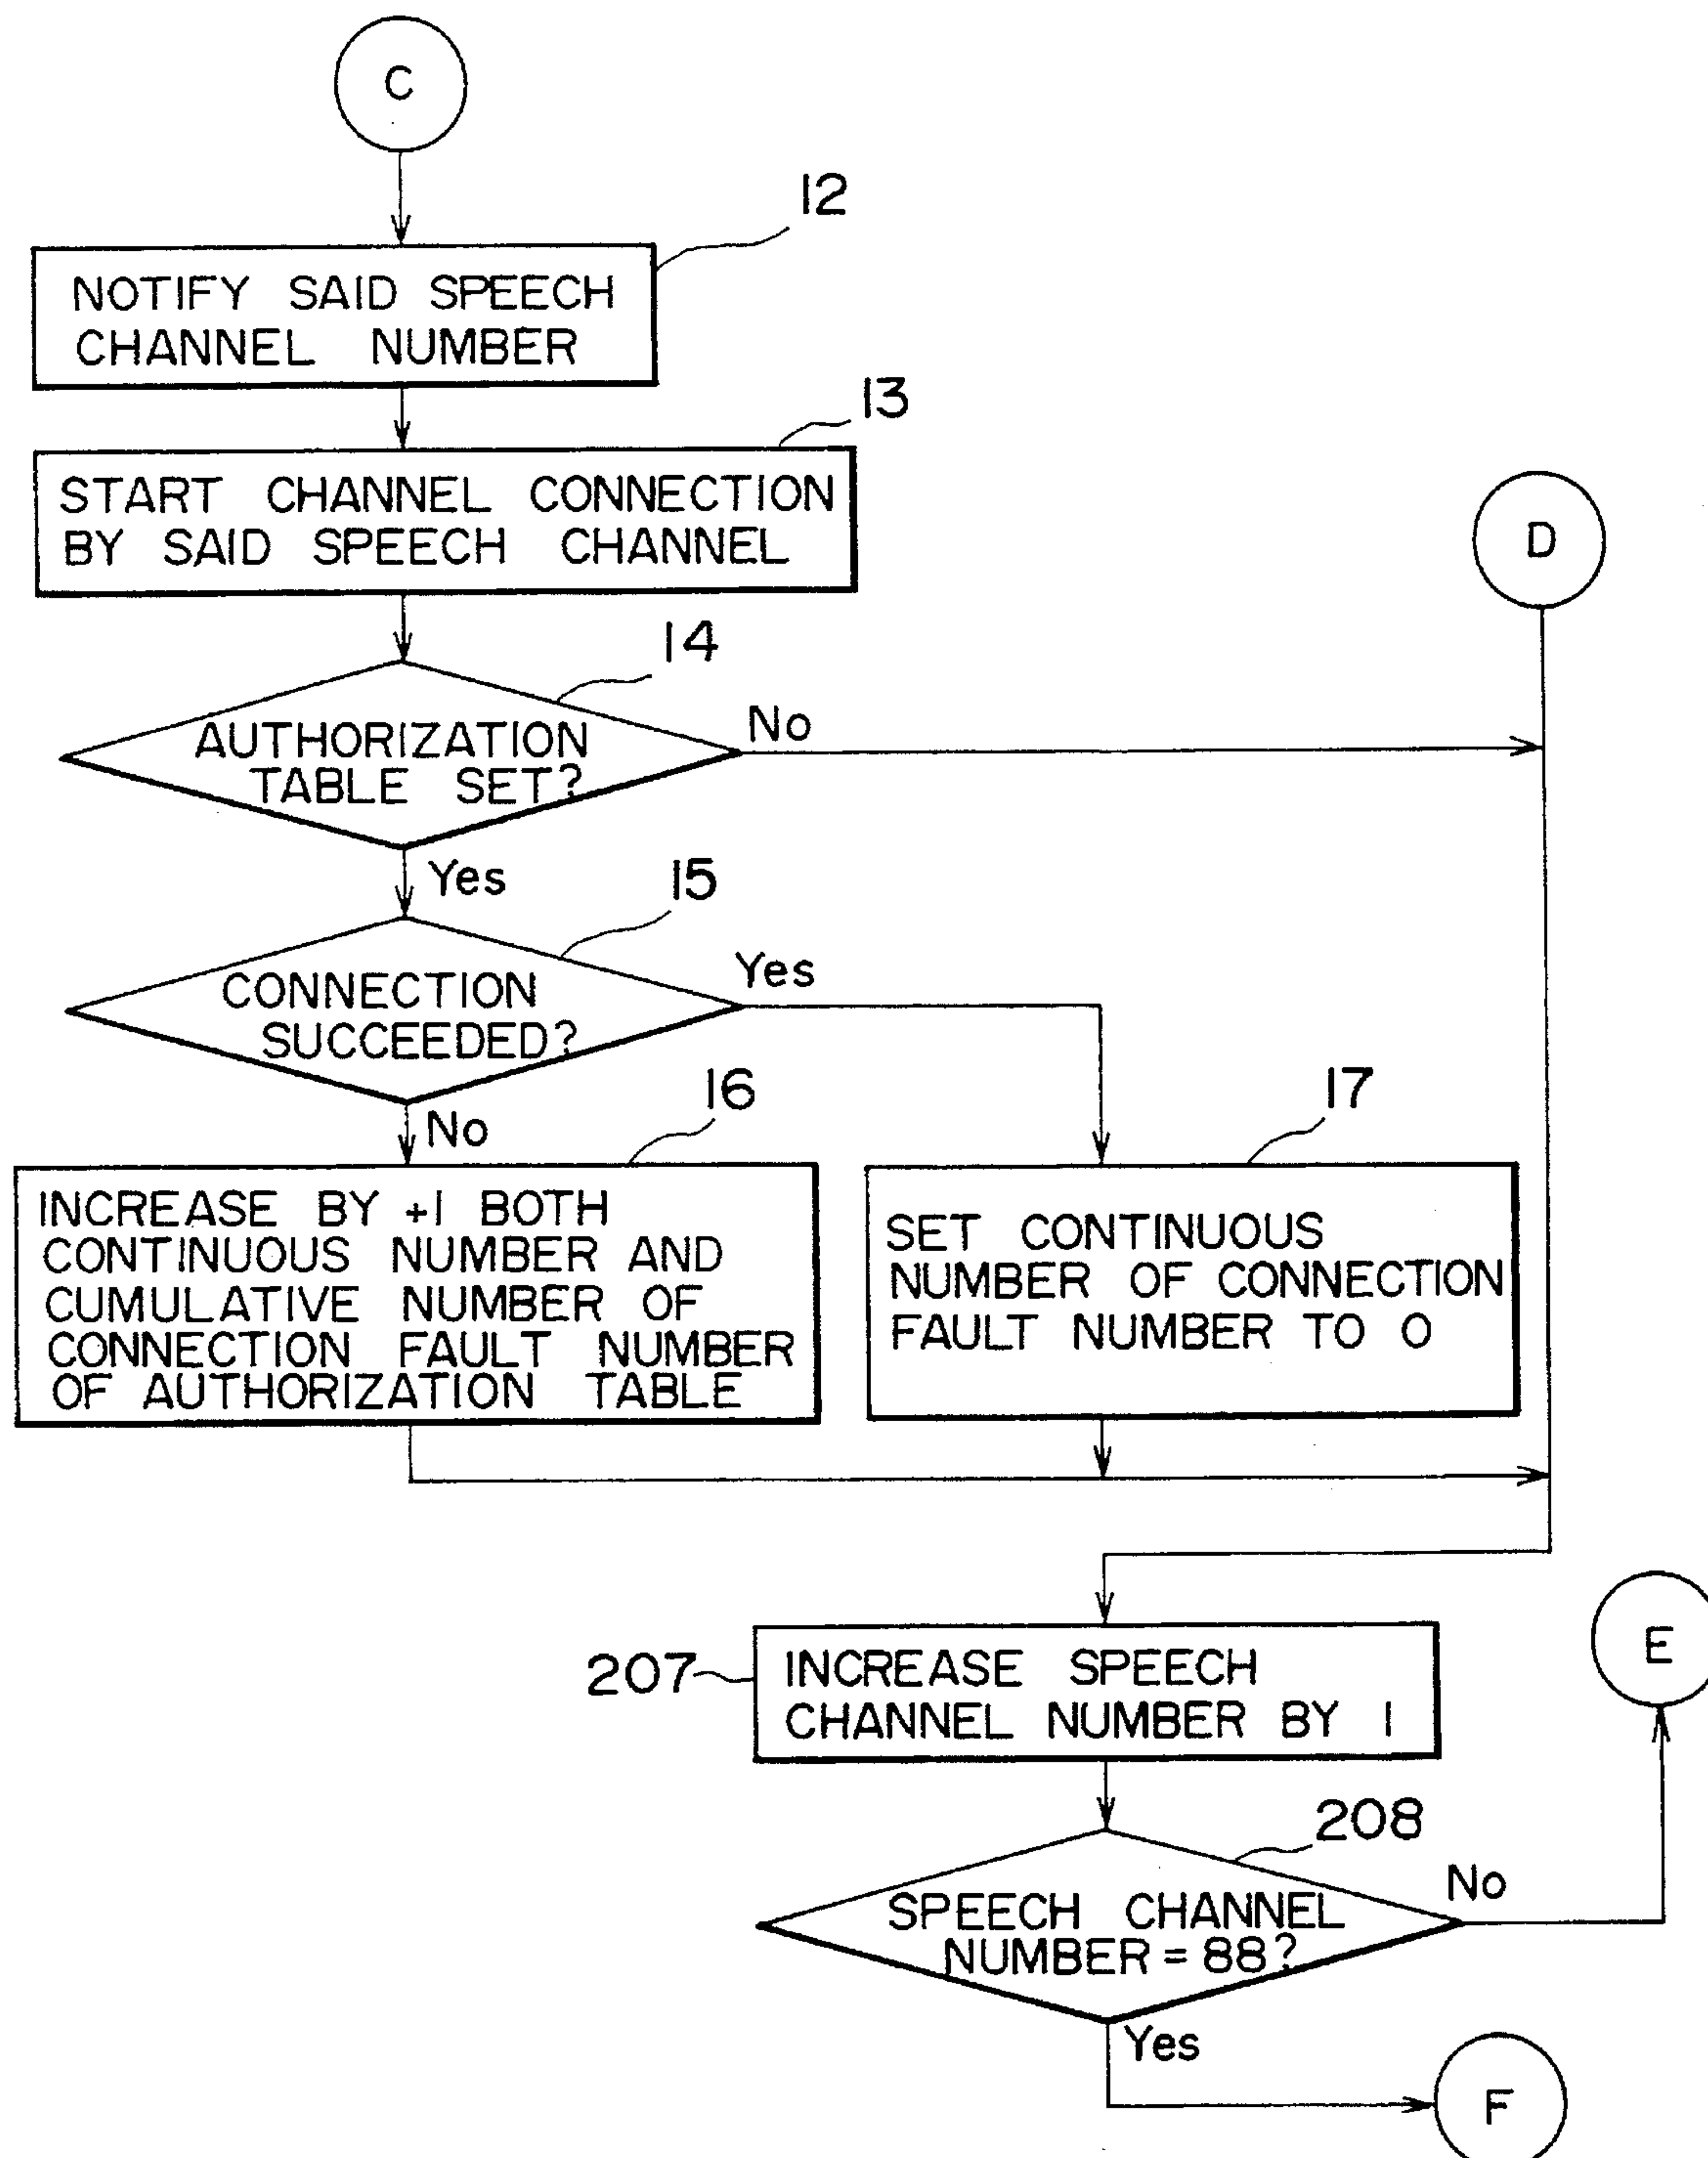 C
12
NOTIFY SAID SPEECH
CHANNEL NUMBER
13
START CHANNEL CONNECTION
BY SAID SPEECH CHANNEL
D
14
AUTHORIZATION
TABLE SET?
No
Yes
15
CONNECTION
SUCCEEDED?
Yes
No
16
INCREASE BY +1 BOTH
CONTINUOUS NUMBER AND
CUMULATIVE NUMBER OF
CONNECTION FAULT NUMBER
OF AUTHORIZATION TABLE
17
SET CONTINUOUS
NUMBER OF CONNECTION
FAULT NUMBER TO 0
207
INCREASE SPEECH
CHANNEL NUMBER BY 1
E
208
SPEECH CHANNEL
NUMBER = 88?
No
Yes
F